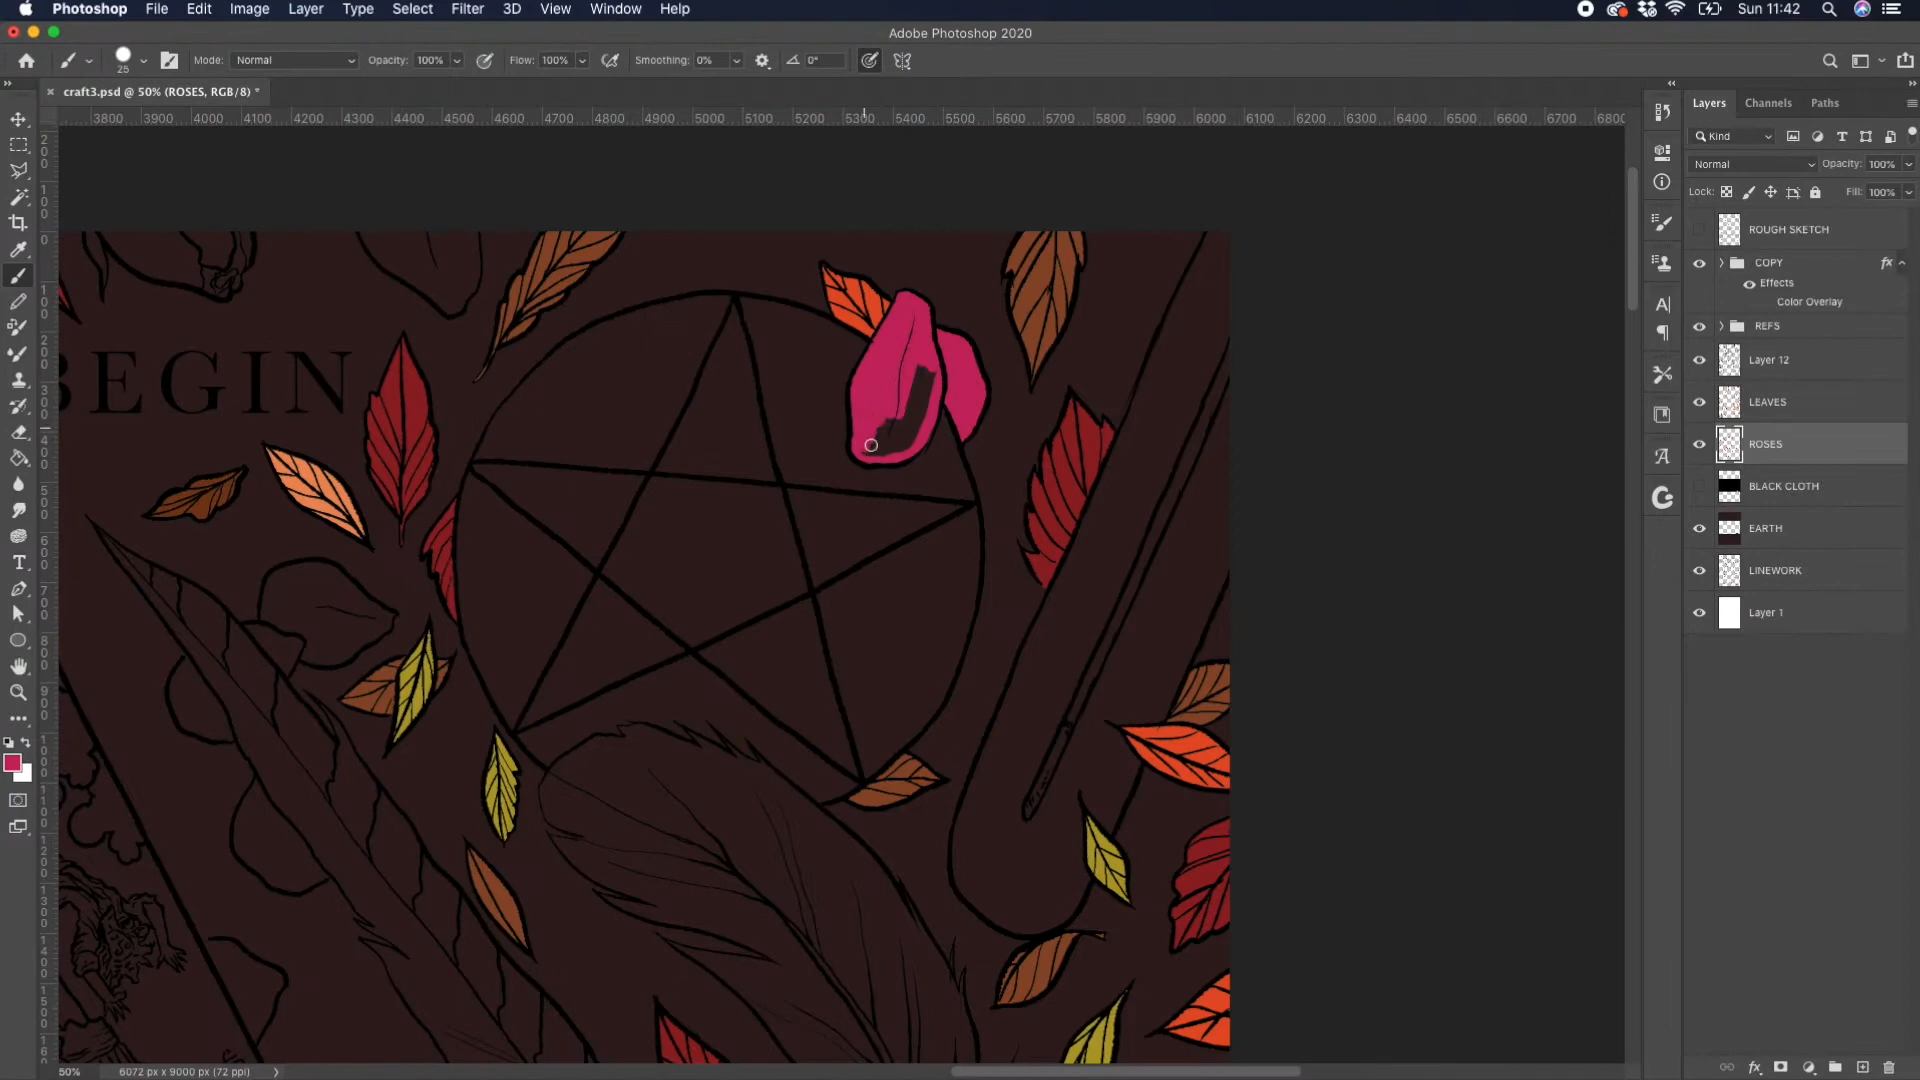 Photoshop File Edit Image Layer Type Select Filter 3D View Window Help
Sun 11:42
Adobe Photoshop 2020
25
Mode: Normal
Opacity: 100%
Flow: 100%
Smoothing: 0%
0°
craft3.psd @ 50% (ROSES, RGB/8) *
3800 3900 4000 4100 4200 4300 4400 4500 4600 4700 4800 4900 5000 5100 5200 5300 5400 5500 5600 5700 5800 5900 6000 6100 6200 6300 6400 6500 6600 6700 6800
BEGIN
Layers Channels Paths
Kind
Normal
Opacity: 100%
Lock:
Fill: 100%
ROUGH SKETCH
COPY
fx
Effects
Color Overlay
REFS
Layer 12
LEAVES
ROSES
BLACK CLOTH
EARTH
LINEWORK
Layer 1
50%
6072 px x 9000 px (72 ppi)